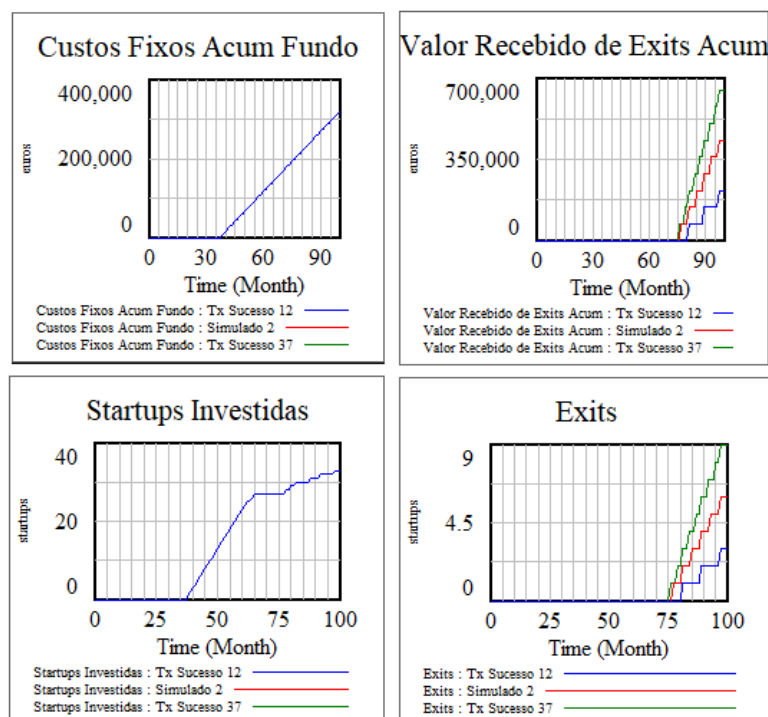 Custos Fixos Acum Fundo
400,000
200,000
0
euros
0 30 60 90
Time (Month)
Custos Fixos Acum Fundo : Tx Sucesso 12
Custos Fixos Acum Fundo : Simulado 2
Custos Fixos Acum Fundo : Tx Sucesso 37
Valor Recebido de Exits Acum
700,000
350,000
0
euros
0 30 60 90
Time (Month)
Valor Recebido de Exits Acum : Tx Sucesso 12
Valor Recebido de Exits Acum : Simulado 2
Valor Recebido de Exits Acum : Tx Sucesso 37
Startups Investidas
40
20
0
startups
0 25 50 75 100
Time (Month)
Startups Investidas : Tx Sucesso 12
Startups Investidas : Simulado 2
Startups Investidas : Tx Sucesso 37
Exits
9
4.5
0
startups
0 25 50 75 100
Time (Month)
Exits : Tx Sucesso 12
Exits : Simulado 2
Exits : Tx Sucesso 37